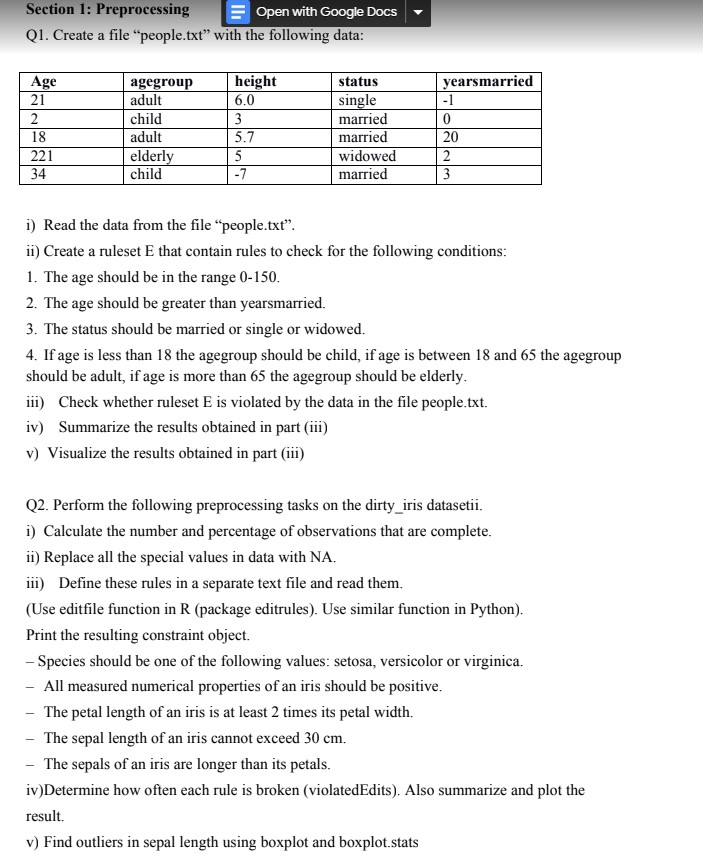 Section 1: Preprocessing
Open with Google Docs
Q1. Create a file “people.txt” with the following data:
Age agegroup height status yearsmarried
21 adult 6.0 single -1
2 child 3 married 0
18 adult 5.7 married 20
221 elderly 5 widowed 2
34 child -7 married 3
i) Read the data from the file “people.txt”.
ii) Create a ruleset E that contain rules to check for the following conditions:
1. The age should be in the range 0-150.
2. The age should be greater than yearsmarried.
3. The status should be married or single or widowed.
4. If age is less than 18 the agegroup should be child, if age is between 18 and 65 the agegroup
should be adult, if age is more than 65 the agegroup should be elderly.
iii) Check whether ruleset E is violated by the data in the file people.txt.
iv) Summarize the results obtained in part (iii)
v) Visualize the results obtained in part (iii)
Q2. Perform the following preprocessing tasks on the dirty_iris datasetii.
i) Calculate the number and percentage of observations that are complete.
ii) Replace all the special values in data with NA.
iii) Define these rules in a separate text file and read them.
(Use editfile function in R (package editrules). Use similar function in Python).
Print the resulting constraint object.
– Species should be one of the following values: setosa, versicolor or virginica.
– All measured numerical properties of an iris should be positive.
– The petal length of an iris is at least 2 times its petal width.
– The sepal length of an iris cannot exceed 30 cm.
– The sepals of an iris are longer than its petals.
iv)Determine how often each rule is broken (violatedEdits). Also summarize and plot the
result.
v) Find outliers in sepal length using boxplot and boxplot.stats